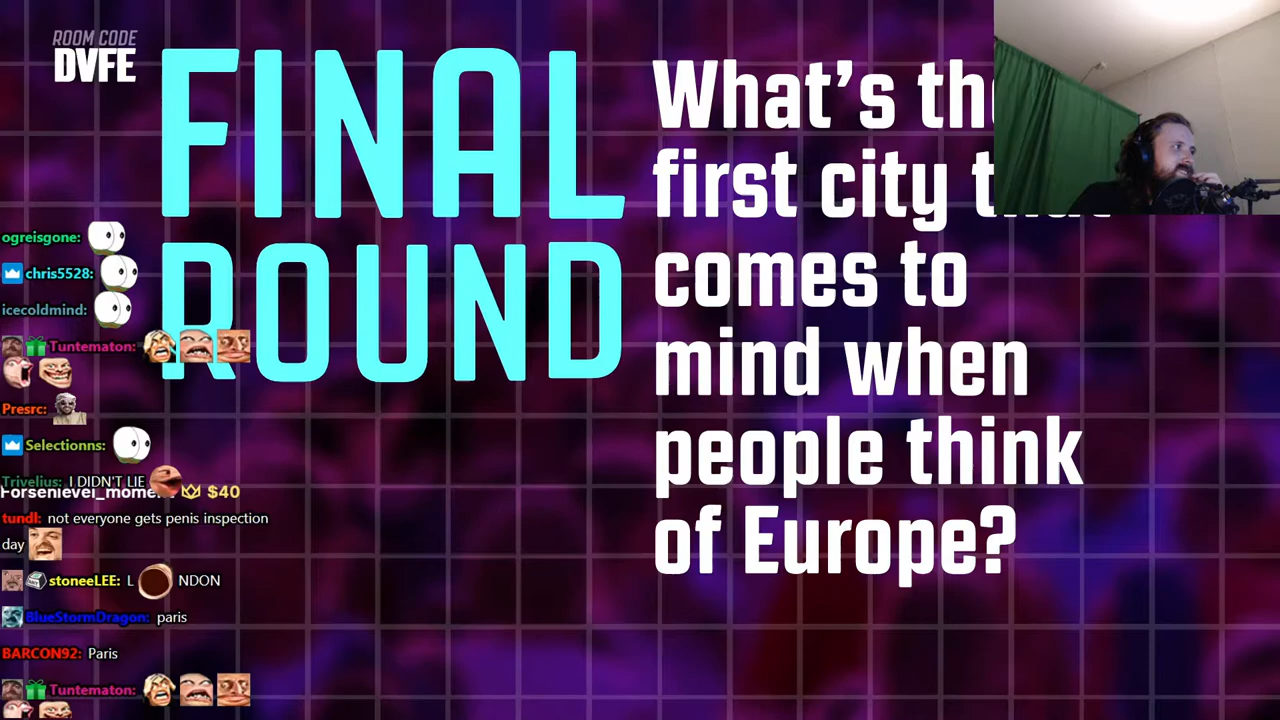 ROOM CODE
DVFE
FINAL
ROUND
What's the
first city that
comes to
mind when
people think
of Europe?
ogreisgone:
chris5528:
icecoldmind:
Tuntematon:
Presrc:
Selectionns:
Trivelius: I DIDN'T LIE
$40
tundl: not everyone gets penis inspection
day
stoneeLEE: L NDON
BlueStormDragon: paris
BARCON92: Paris
Tuntematon: